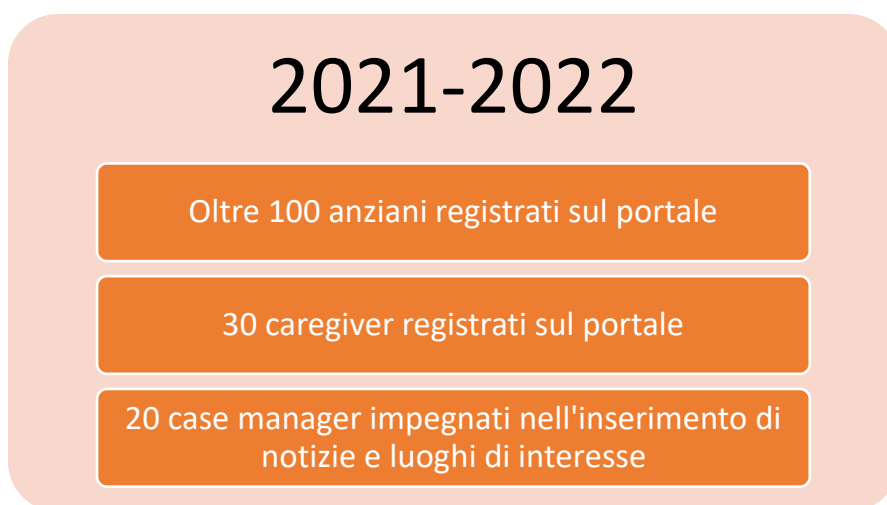 2021-2022
Oltre 100 anziani registrati sul portale
30 caregiver registrati sul portale
20 case manager impegnati nell'inserimento di
notizie e luoghi di interesse